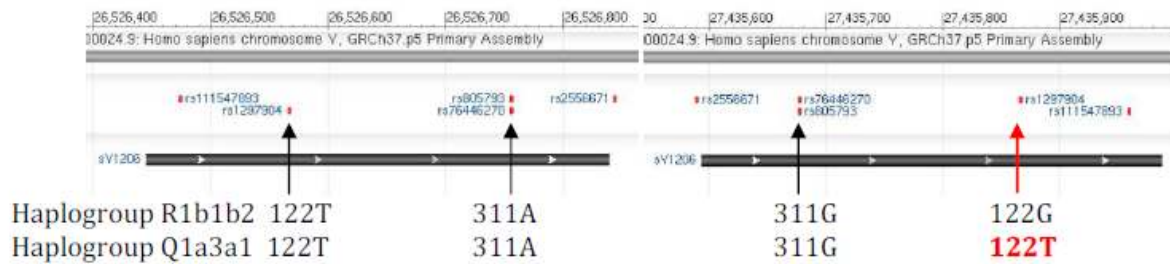 26,526,400 26,526,500 26,526,600 26,526,700 26,526,800
00024.9: Homo sapiens chromosome Y, GRCh37.p5 Primary Assembly
rs111547893 rs805793 rs2556671
rs1297904 rs76446270
sY1206
00 27,435,600 27,435,700 27,435,800 27,435,900
00024.9: Homo sapiens chromosome Y, GRCh37.p5 Primary Assembly
rs2556671 rs76446270 rs1297904
rs805793 rs111547893
sY1206
Haplogroup R1b1b2 122T 311A 311G 122G
Haplogroup Q1a3a1 122T 311A 311G 122T